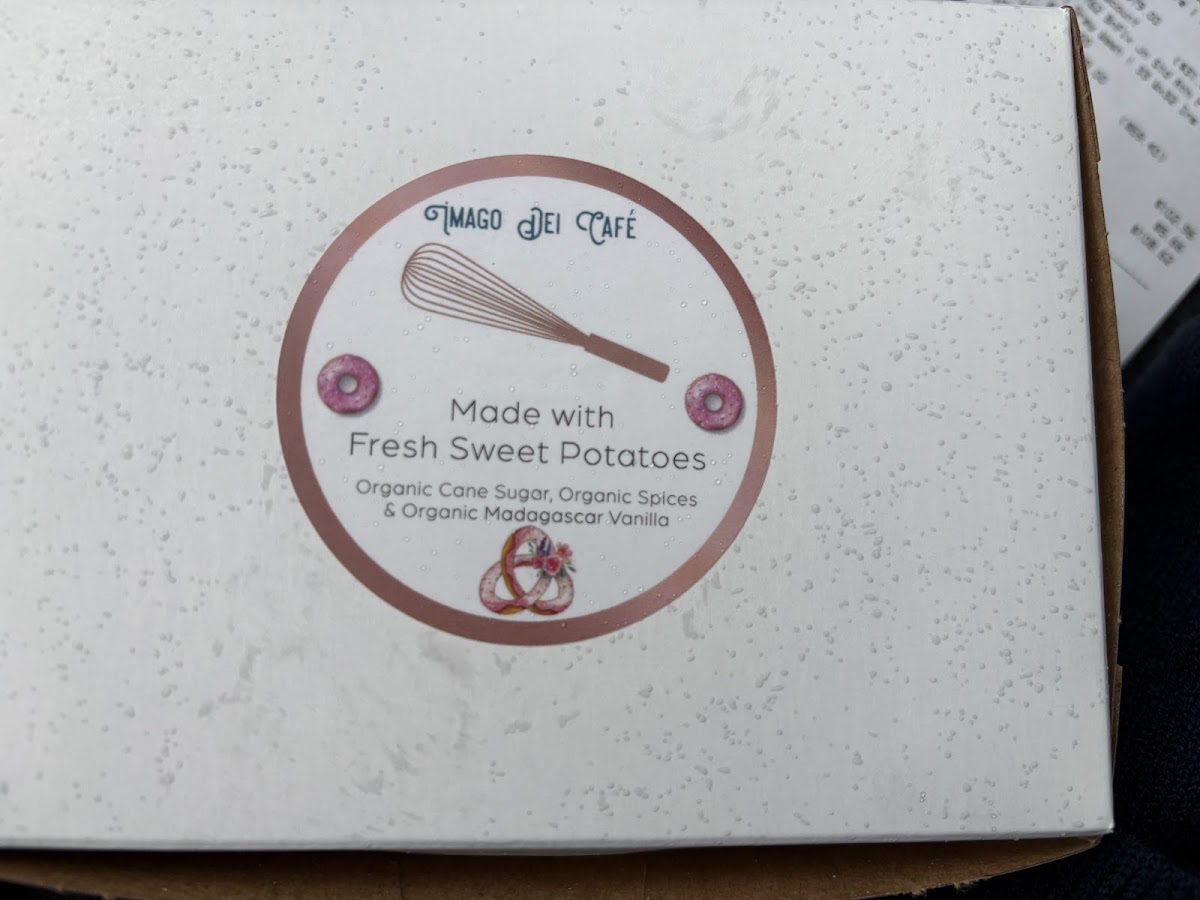 Imago Dei Café
Made with
Fresh Sweet Potatoes
Organic Cane Sugar, Organic Spices
& Organic Madagascar Vanilla